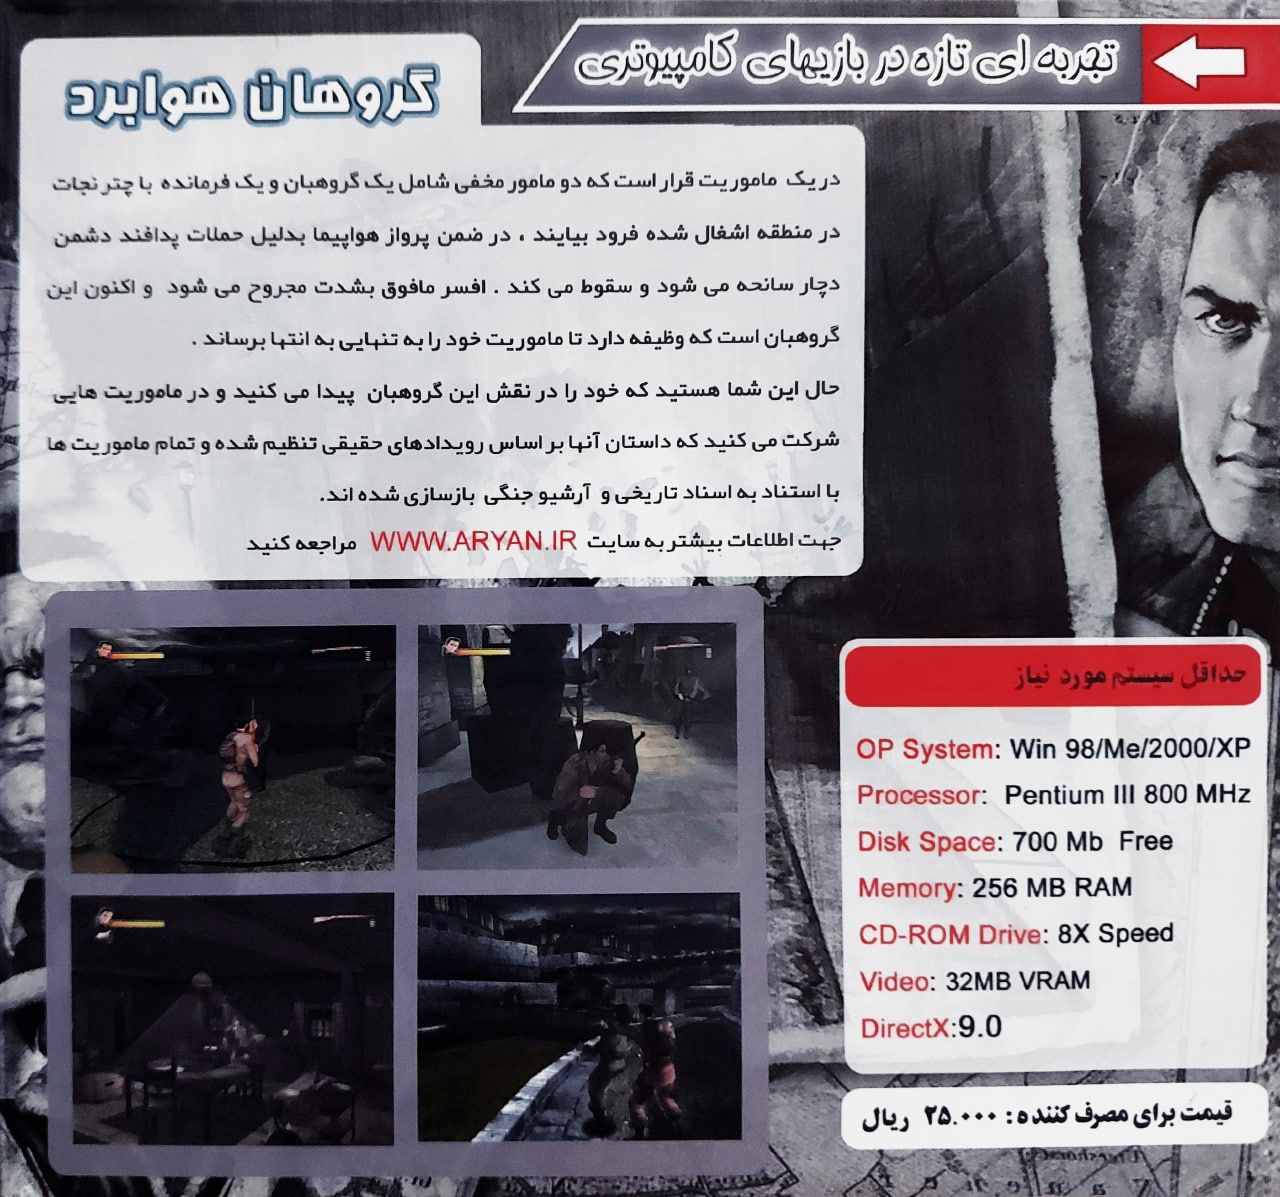 تجربه ای تازه در بازیهای کامپیوتری
گروهان هوابرد
در یک ماموریت قرار است که دو مامور مخفی شامل یک گروهبان و یک فرمانده با چتر نجات
در منطقه اشغال شده فرود بیایند ، در ضمن پرواز هواپیما بدلیل حملات پدافند دشمن
دچار سانحه می شود و سقوط می کند . افسر مافوق بشدت مجروح می شود و اکنون این
گروهبان است که وظیفه دارد تا ماموریت خود را به تنهایی به انتها برساند .
حال این شما هستید که خود را در نقش این گروهبان پیدا می کنید و در ماموریت هایی
شرکت می کنید که داستان آنها بر اساس رویدادهای حقیقی تنظیم شده و تمام ماموریت ها
با استناد به اسناد تاریخی و آرشیو جنگی بازسازی شده اند.
جهت اطلاعات بیشتر به سایت WWW.ARYAN.IR مراجعه کنید
حداقل سیستم مورد نیاز
OP System: Win 98/Me/2000/XP
Processor: Pentium III 800 MHz
Disk Space: 700 Mb Free
Memory: 256 MB RAM
CD-ROM Drive: 8X Speed
Video: 32MB VRAM
DirectX:9.0
قیمت برای مصرف کننده : ۲۵.۰۰۰ ریال